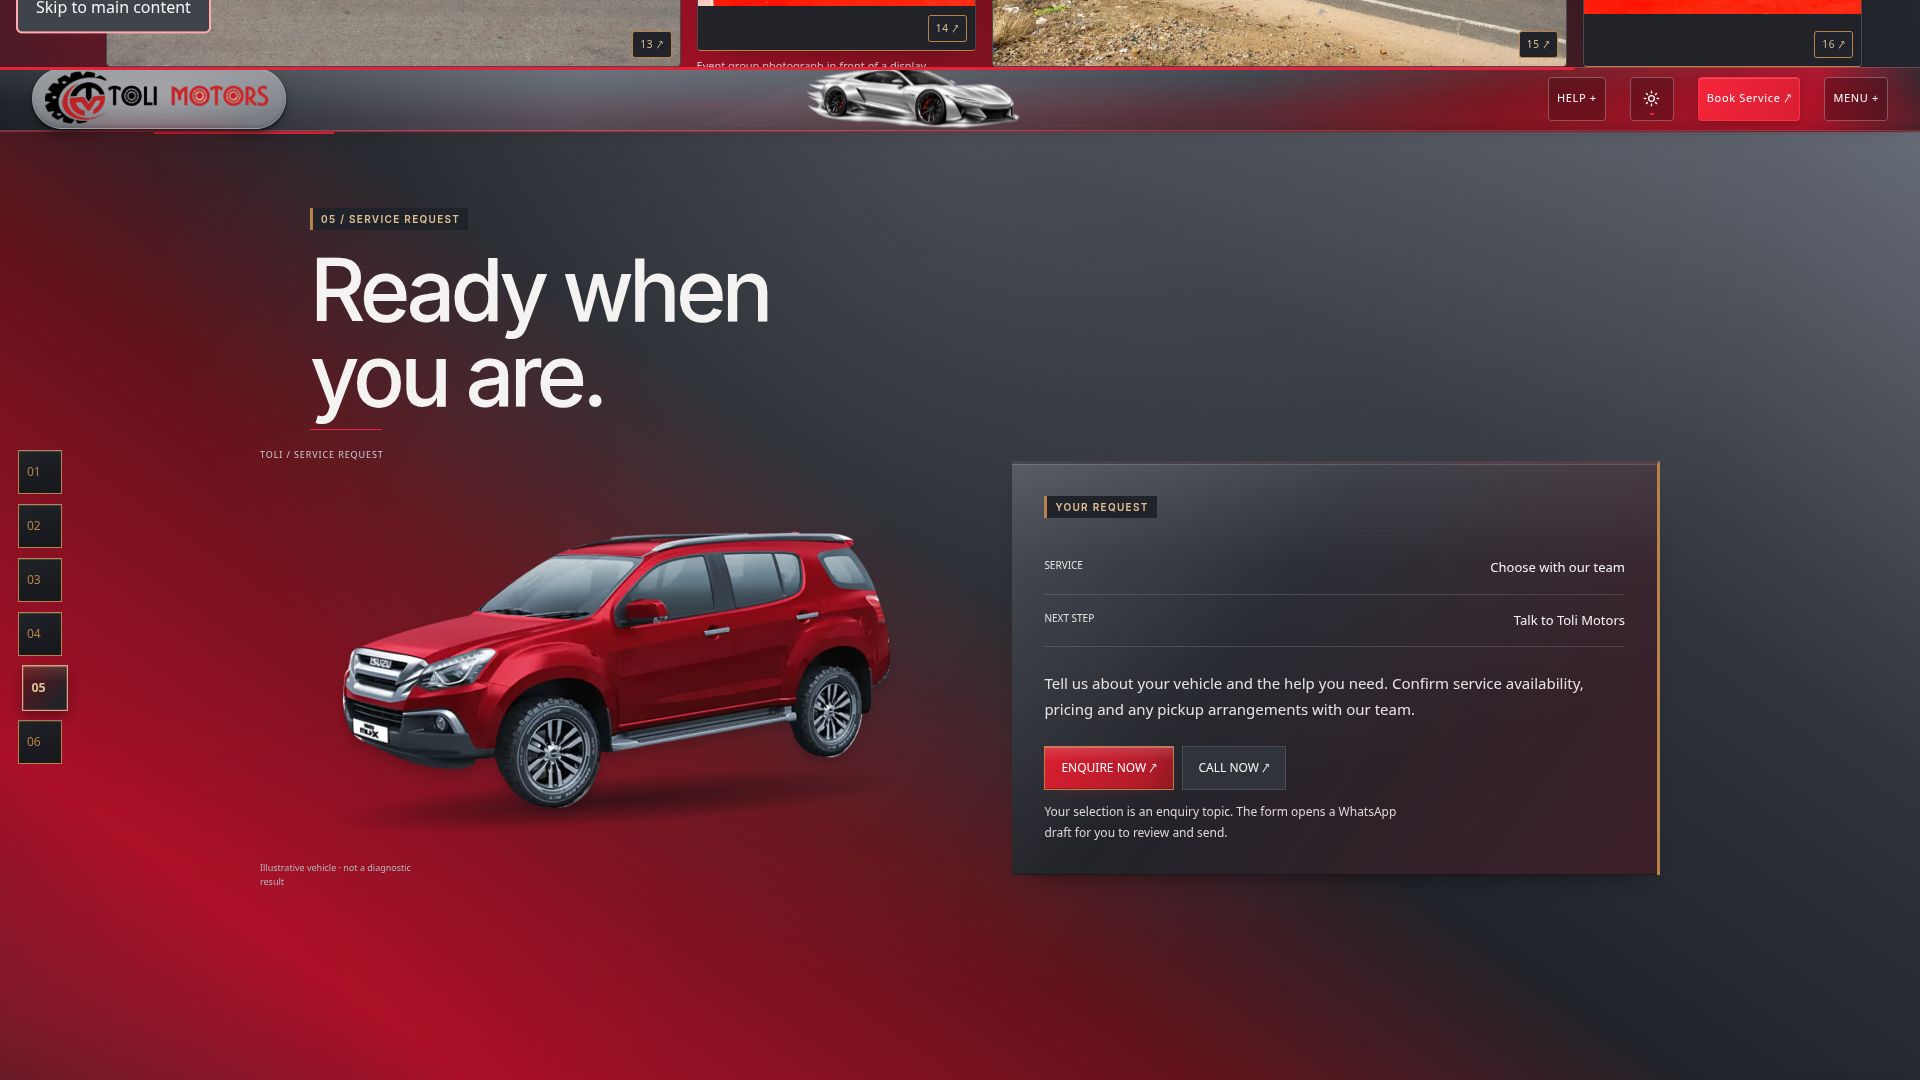 Skip to main content
13 ↗
14 ↗
15 ↗
16 ↗
TOLI MOTORS
HELP +
Book Service ↗
MENU +
05 / SERVICE REQUEST
Ready when
you are.
TOLI / SERVICE REQUEST
01
02
03
04
05
06
ISUZU
mu-X
Illustrative vehicle · not a diagnostic
result
YOUR REQUEST
SERVICE
Choose with our team
NEXT STEP
Talk to Toli Motors
Tell us about your vehicle and the help you need. Confirm service availability,
pricing and any pickup arrangements with our team.
ENQUIRE NOW ↗
CALL NOW ↗
Your selection is an enquiry topic. The form opens a WhatsApp
draft for you to review and send.